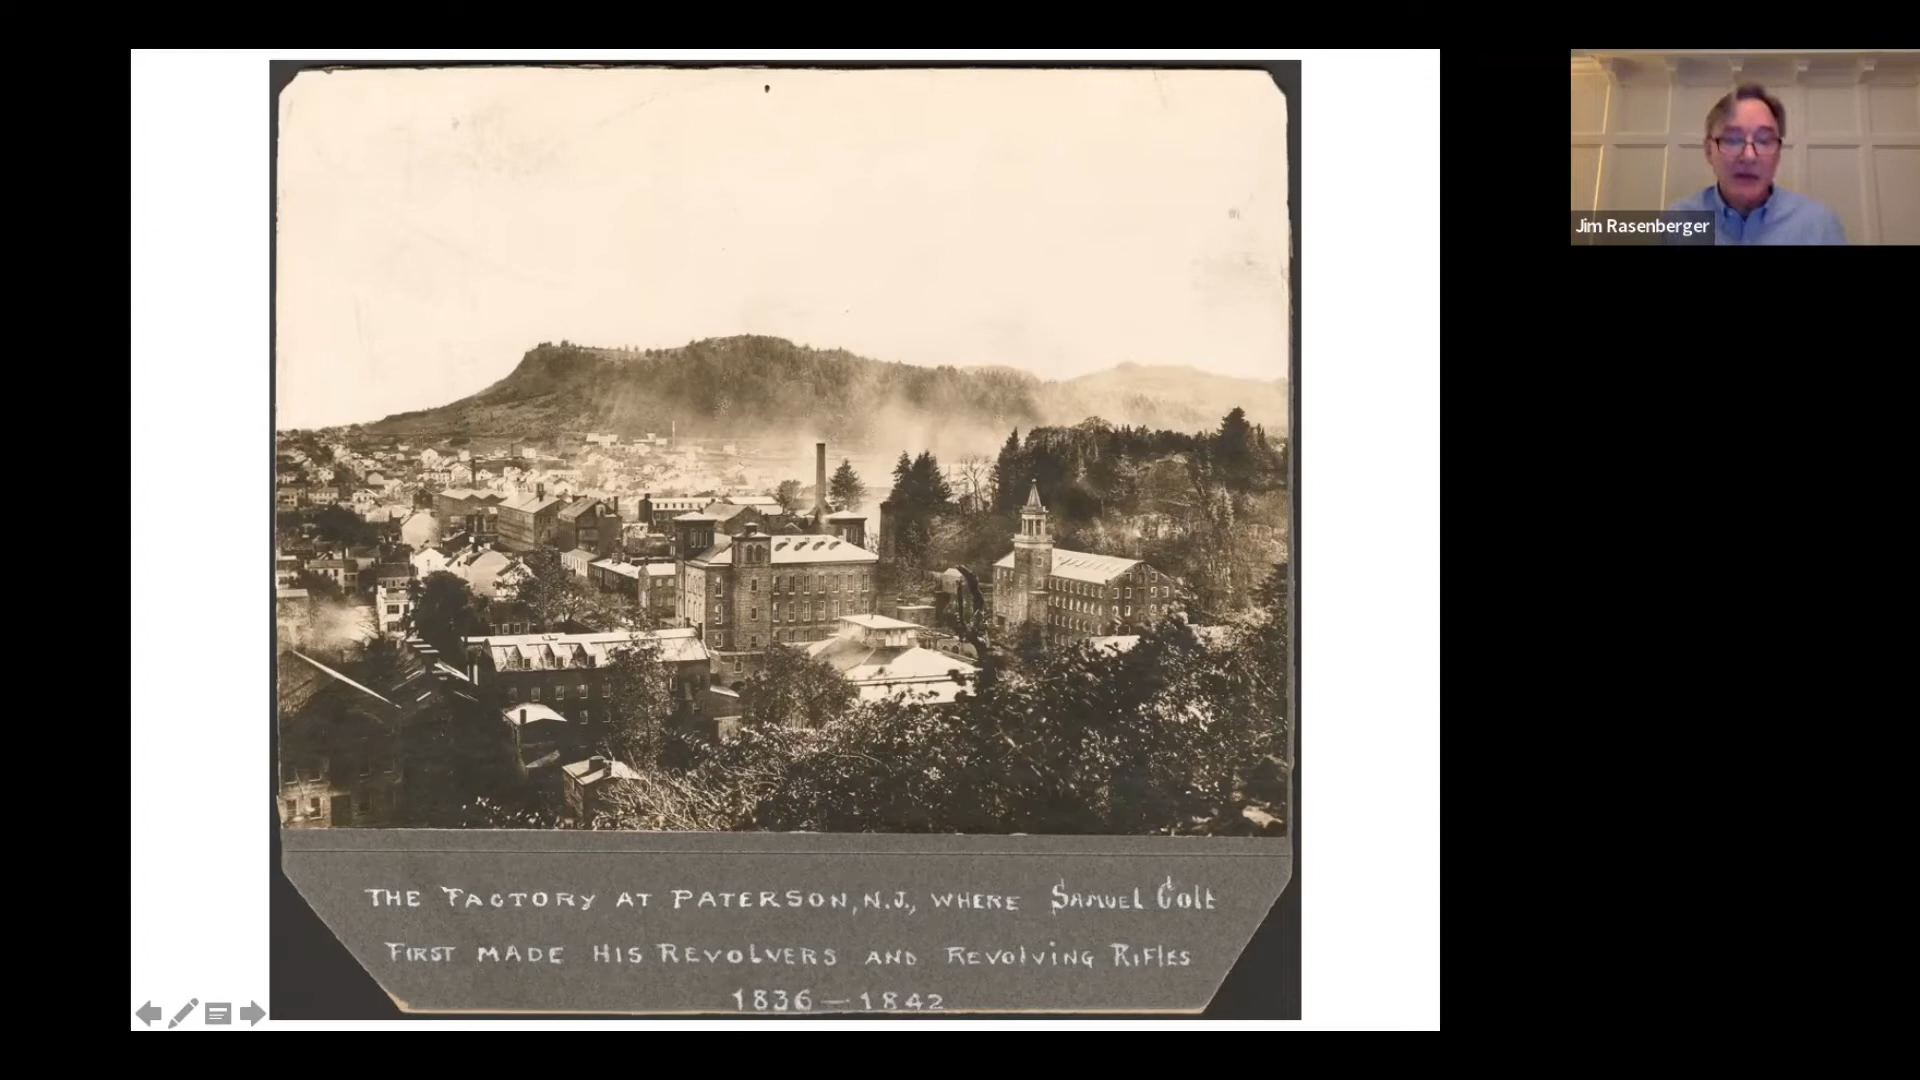 THE FACTORY AT PATERSON, N.J., WHERE SAMUEL Colt
FIRST MADE HIS REVOLVERS AND REVOLVING RIFLES
1836 — 1842
Jim Rasenberger